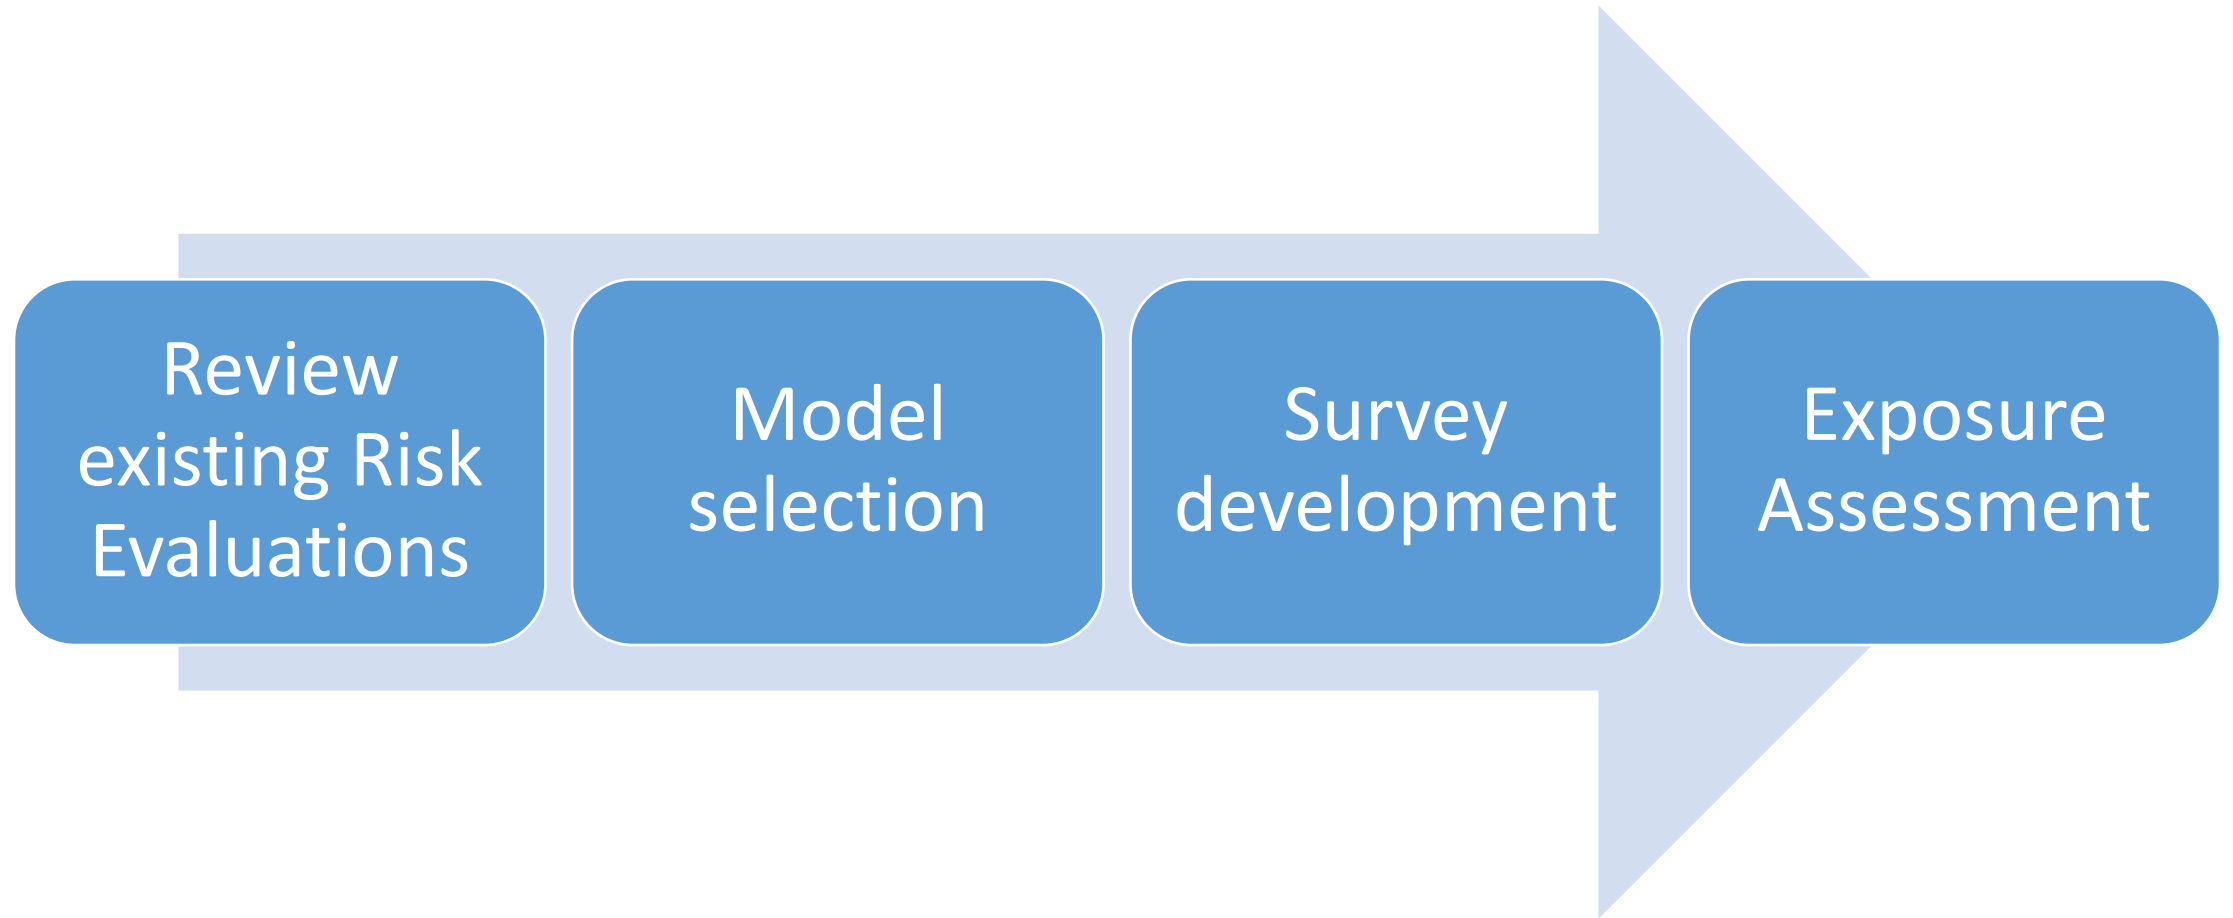 Review
existing Risk
Evaluations
Model
selection
Survey
development
Exposure
Assessment